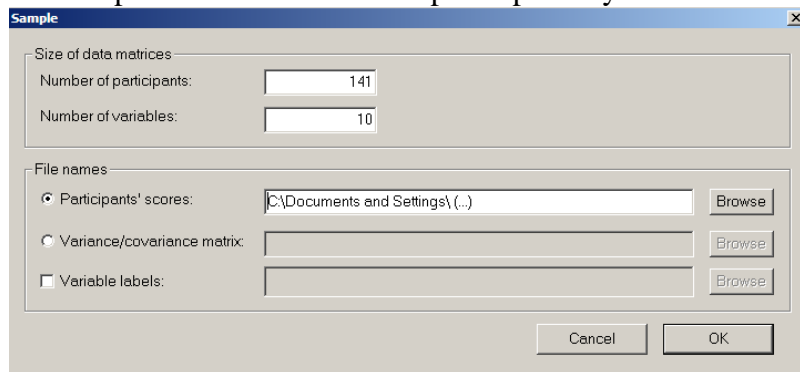 Sample
Size of data matrices
Number of participants: 141
Number of variables: 10
File names
Participants' scores: C:\Documents and Settings\ (...) Browse
Variance/covariance matrix: Browse
Variable labels: Browse
Cancel OK